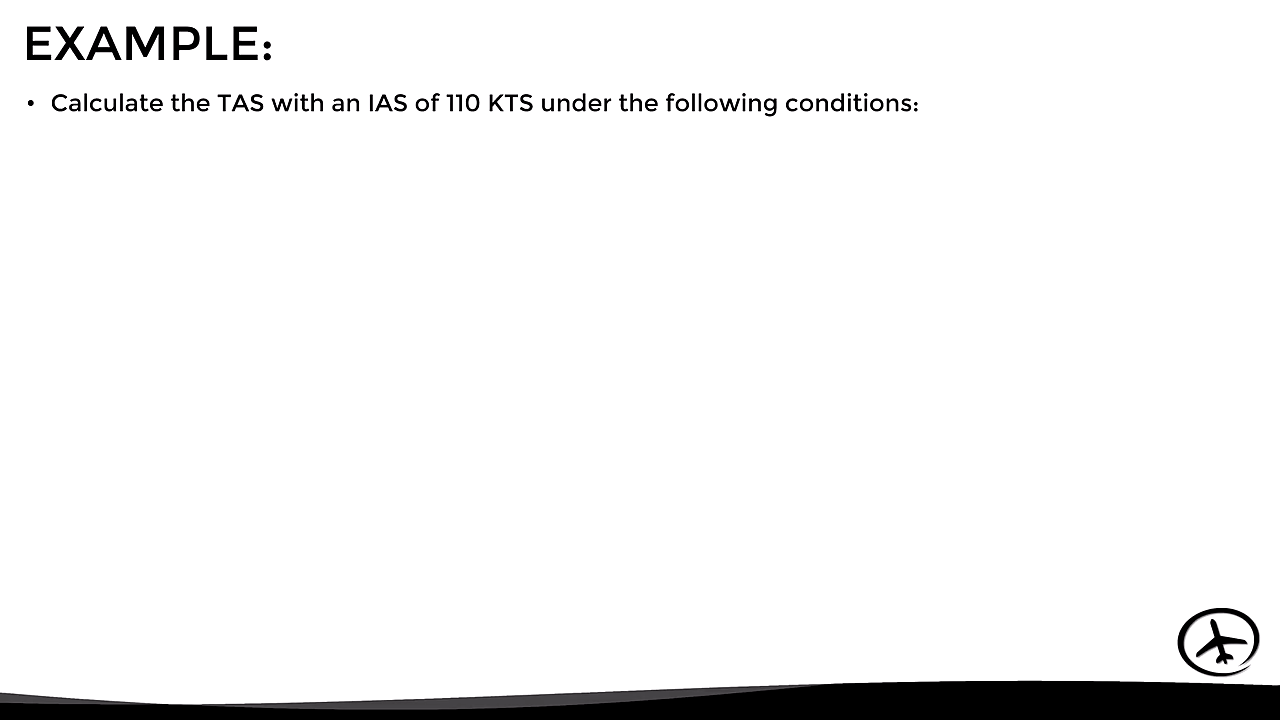 EXAMPLE:
• Calculate the TAS with an IAS of 110 KTS under the following conditions: